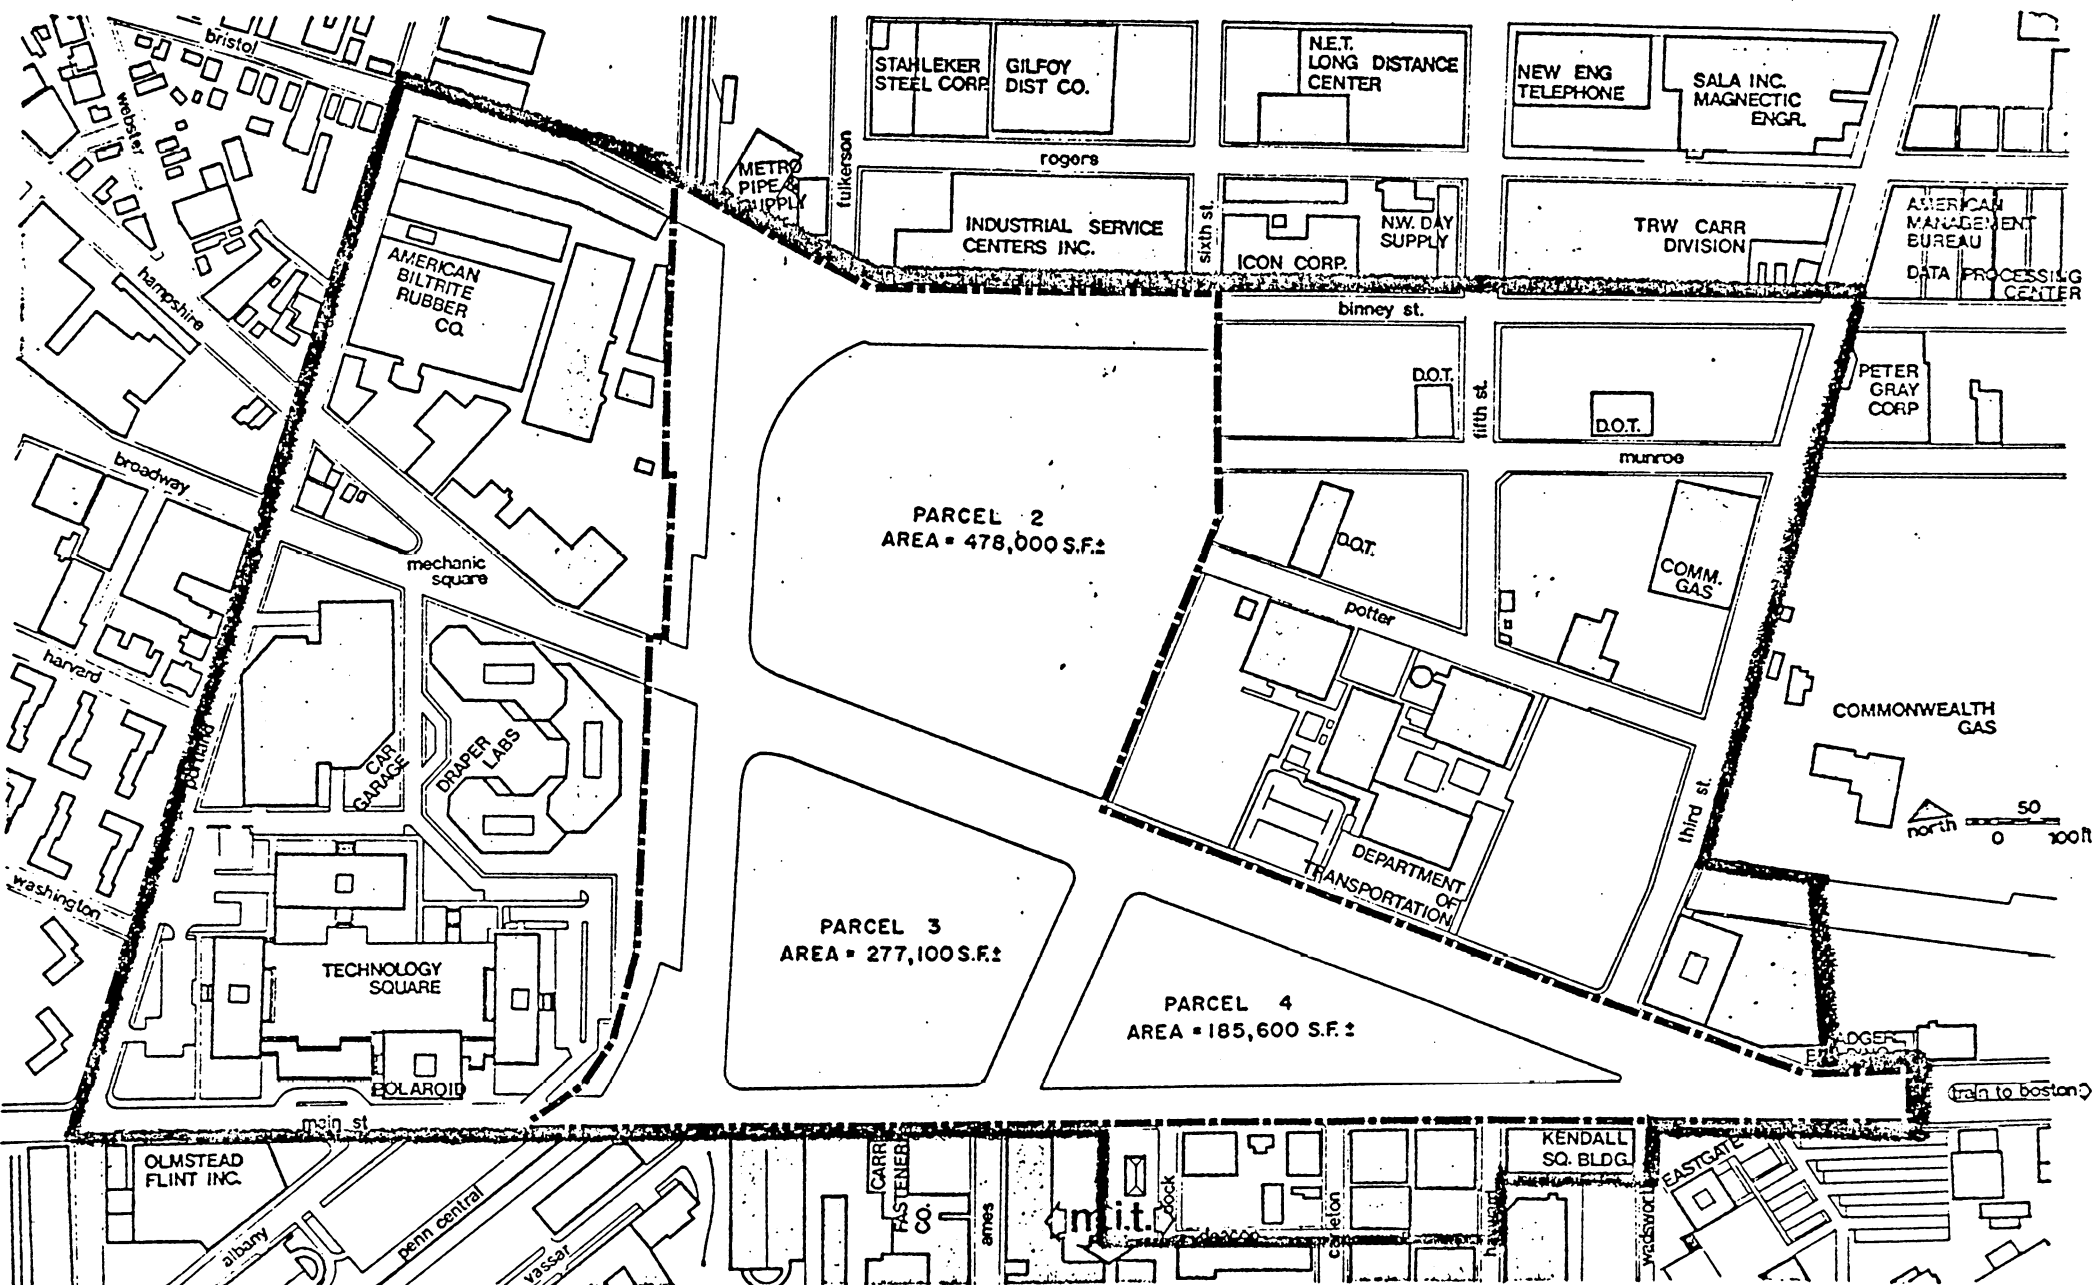 bristol
webster
hampshire
broadway
harvard
washington
portland
METRO
PIPE
SUPPLY
fulkerson
STAHLEKER
STEEL CORP.
GILFOY
DIST CO.
N.E.T.
LONG DISTANCE
CENTER
NEW ENG
TELEPHONE
SALA INC.
MAGNECTIC
ENGR.
rogers
INDUSTRIAL SERVICE
CENTERS INC.
sixth st.
ICON CORP.
N.W. DAY
SUPPLY
TRW CARR
DIVISION
AMERICAN
MANAGEMENT
BUREAU
DATA PROCESSING
CENTER
AMERICAN
BILTRITE
RUBBER
CO.
binney st.
D.O.T.
fifth st.
D.O.T.
munroe
PETER
GRAY
CORP
PARCEL 2
AREA = 478,000 S.F.±
D.O.T.
COMM.
GAS
potter
mechanic
square
CAR
GARAGE
DRAPER
LABS
COMMONWEALTH
GAS
third st.
north
50
0 100 ft
DEPARTMENT
OF
TRANSPORTATION
PARCEL 3
AREA = 277,100 S.F.±
PARCEL 4
AREA = 185,600 S.F.±
TECHNOLOGY
SQUARE
POLAROID
main st
train to boston
OLMSTEAD
FLINT INC.
albany
penn central
vassar
CARR
FASTENER
CO.
ames
m.i.t.
dock
carleton
hayward
KENDALL
SQ. BLDG.
wadsworth
EASTGATE